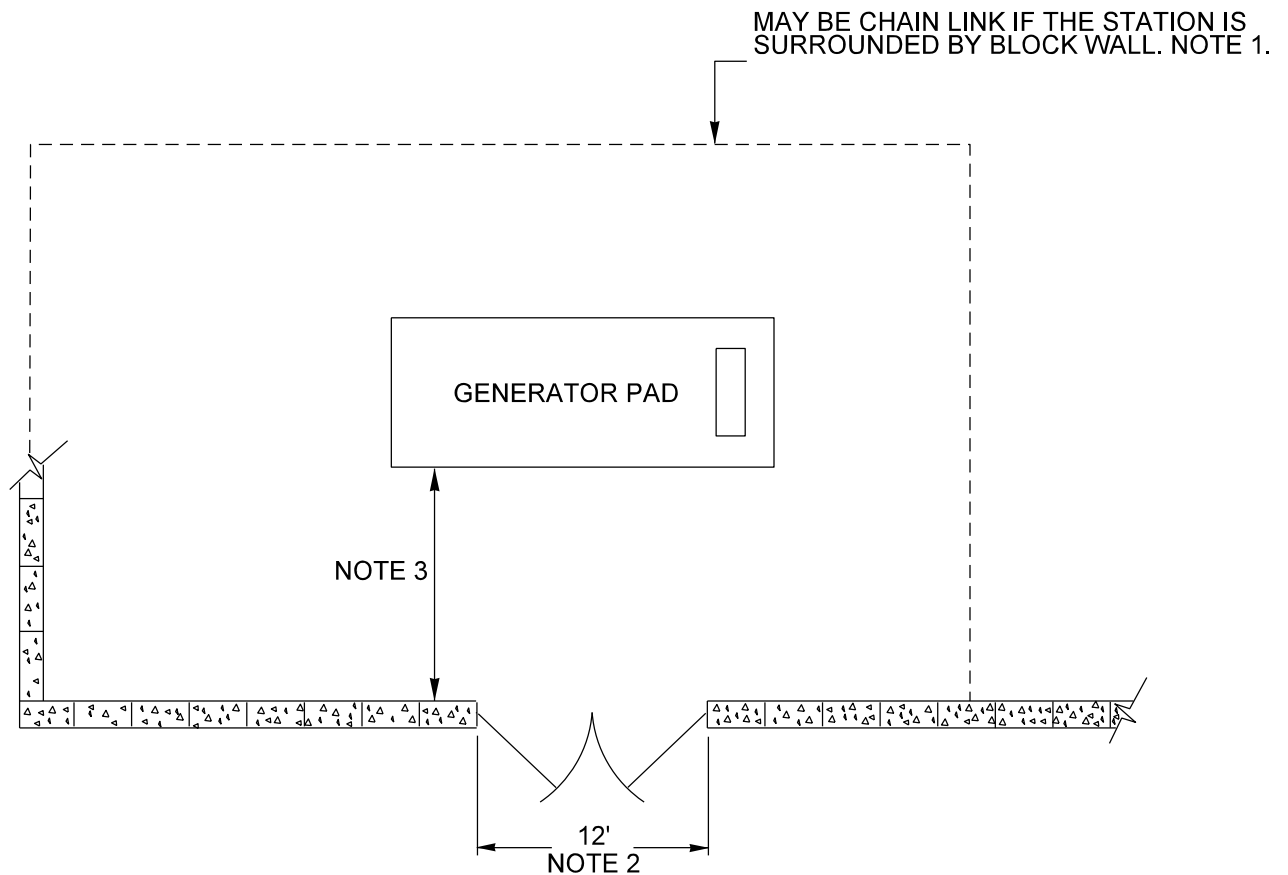 MAY BE CHAIN LINK IF THE STATION IS
SURROUNDED BY BLOCK WALL. NOTE 1.
GENERATOR PAD
NOTE 3
12'
NOTE 2